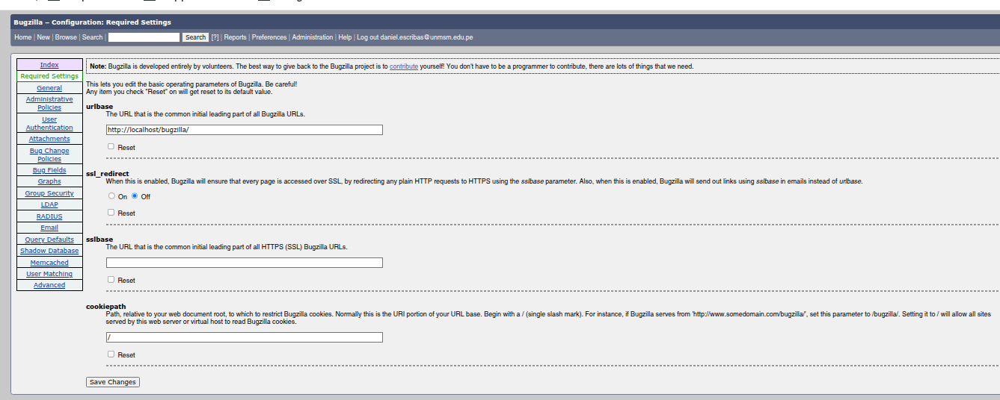 Bugzilla – Configuration: Required Settings
Home | New | Browse | Search | Search [?] | Reports | Preferences | Administration | Help | Log out daniel.escribas@unmsm.edu.pe
Index
Required Settings
General
Administrative
Policies
User
Authentication
Attachments
Bug Change
Policies
Bug Fields
Graphs
Group Security
LDAP
RADIUS
Email
Query Defaults
Shadow Database
Memcached
User Matching
Advanced
Note: Bugzilla is developed entirely by volunteers. The best way to give back to the Bugzilla project is to contribute yourself! You don't have to be a programmer to contribute, there are lots of things that we need.
This lets you edit the basic operating parameters of Bugzilla. Be careful!
Any item you check "Reset" on will get reset to its default value.
urlbase
The URL that is the common initial leading part of all Bugzilla URLs.
http://localhost/bugzilla/
Reset
ssl_redirect
When this is enabled, Bugzilla will ensure that every page is accessed over SSL, by redirecting any plain HTTP requests to HTTPS using the sslbase parameter. Also, when this is enabled, Bugzilla will send out links using sslbase in emails instead of urlbase.
On Off
Reset
sslbase
The URL that is the common initial leading part of all HTTPS (SSL) Bugzilla URLs.
Reset
cookiepath
Path, relative to your web document root, to which to restrict Bugzilla cookies. Normally this is the URI portion of your URL base. Begin with a / (single slash mark). For instance, if Bugzilla serves from 'http://www.somedomain.com/bugzilla/', set this parameter to /bugzilla/. Setting it to / will allow all sites
served by this web server or virtual host to read Bugzilla cookies.
/
Reset
Save Changes